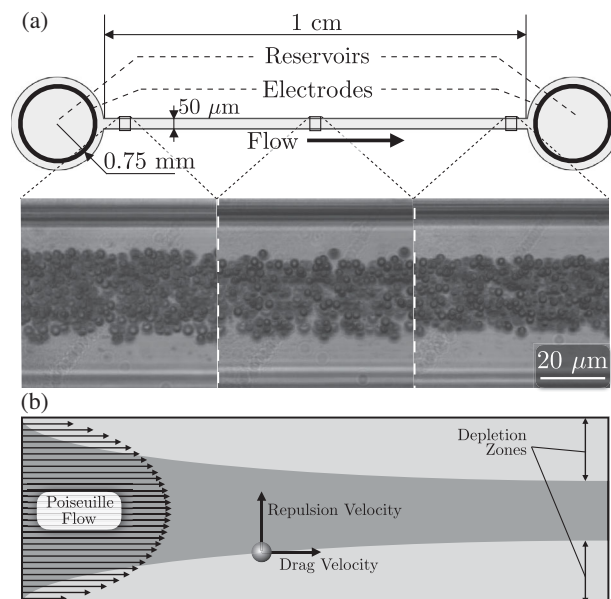 (a)
1 cm
Reservoirs
Electrodes
50 μm
Flow
0.75 mm
20 μm
(b)
Depletion
Zones
Poiseuille
Flow
Repulsion Velocity
Drag Velocity